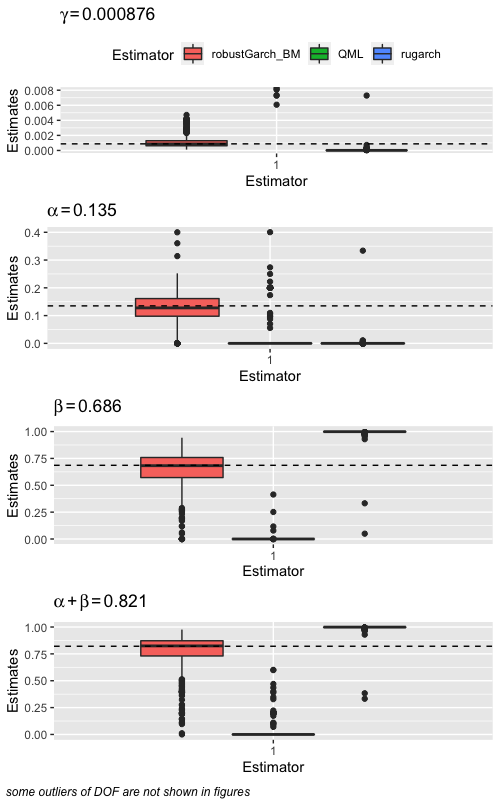 γ = 0.000876
Estimator robustGarch_BM QML rugarch
Estimates
0.008
0.006
0.004
0.002
0.000
1
Estimator
α = 0.135
Estimates
0.4
0.3
0.2
0.1
0.0
1
Estimator
β = 0.686
Estimates
1.00
0.75
0.50
0.25
0.00
1
Estimator
α + β = 0.821
Estimates
1.00
0.75
0.50
0.25
0.00
1
Estimator
some outliers of DOF are not shown in figures